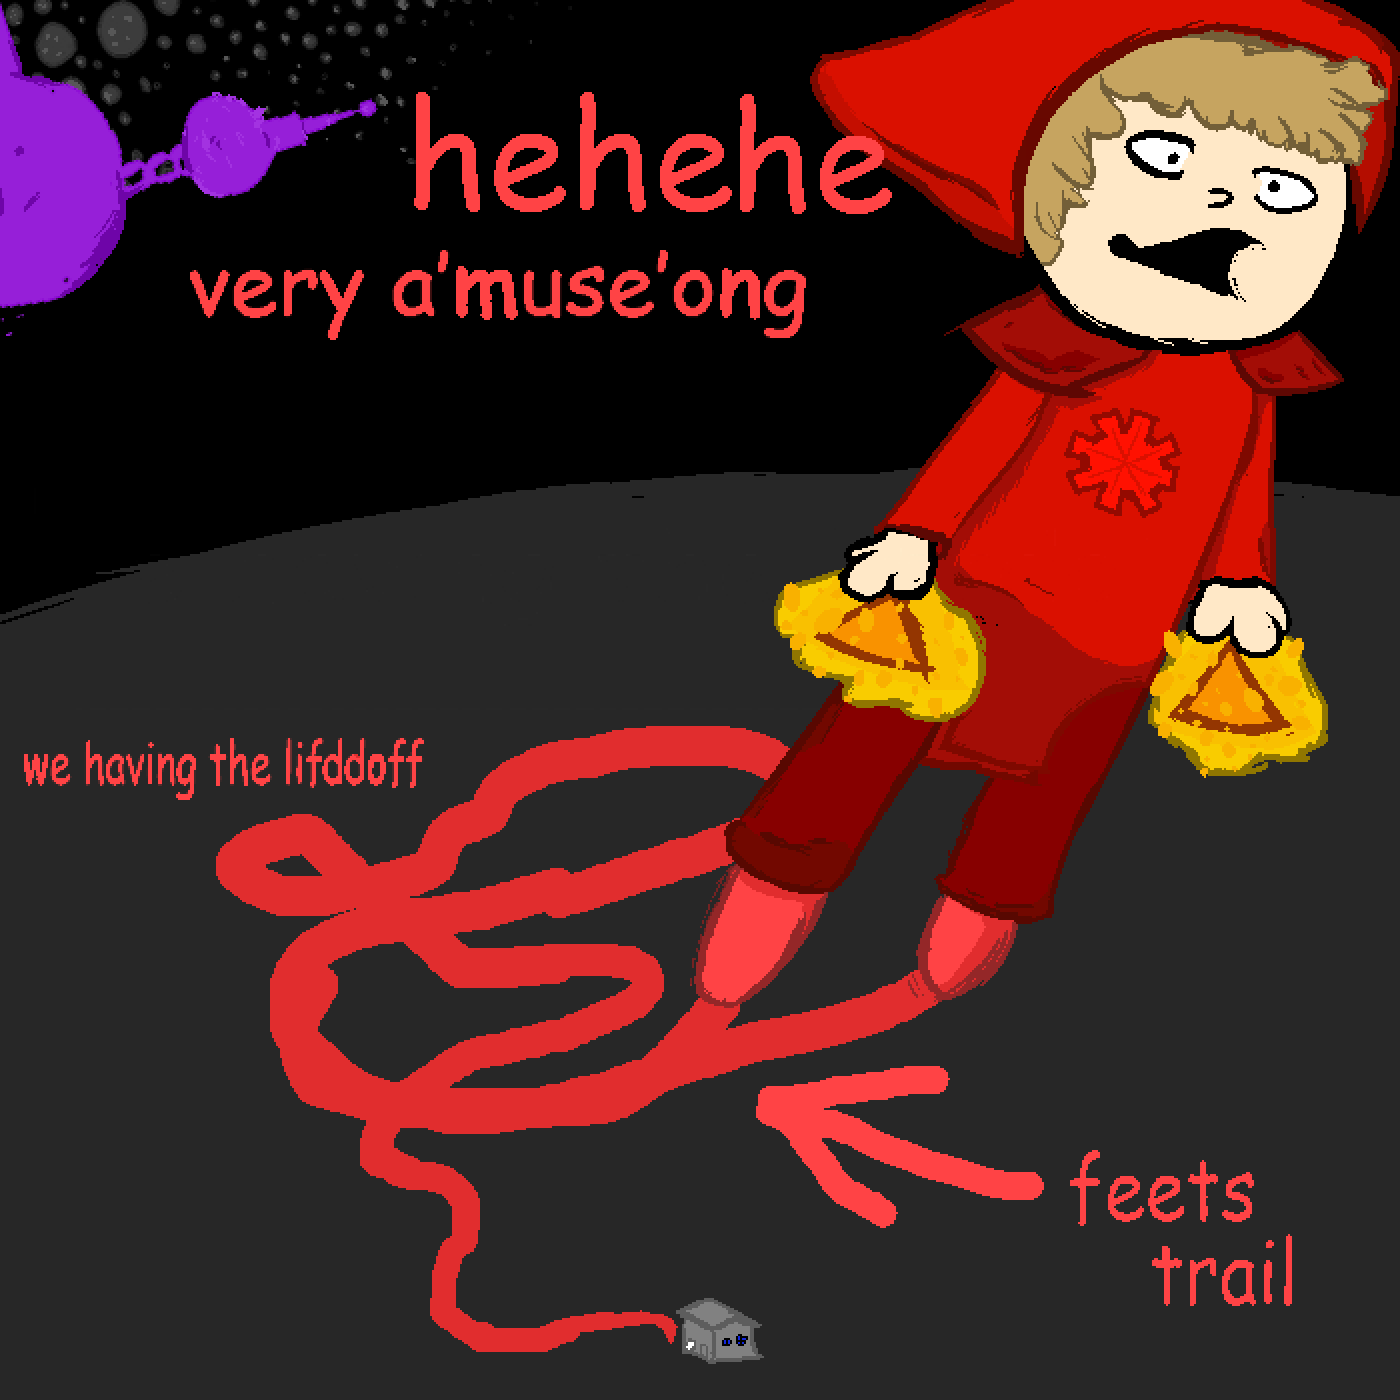 hehehe
very a'muse'ong
we having the lifddoff
feets
trail